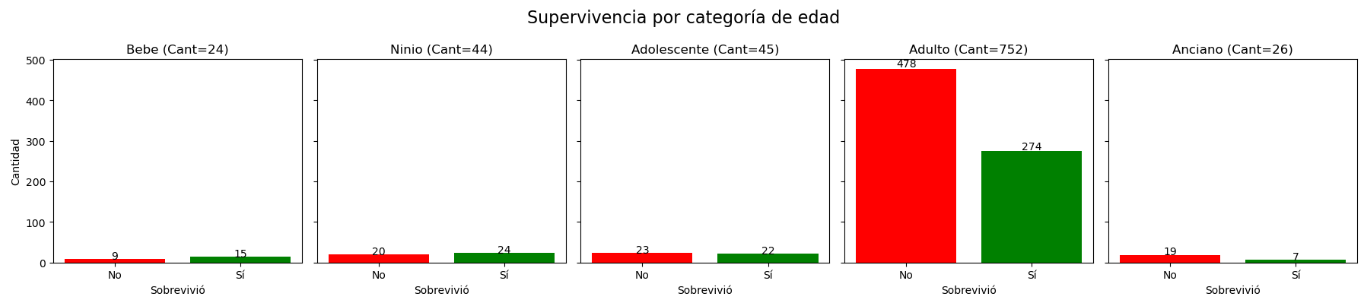 Supervivencia por categoría de edad
Bebe (Cant=24)
Ninio (Cant=44)
Adolescente (Cant=45)
Adulto (Cant=752)
Anciano (Cant=26)
Cantidad
500
400
300
200
100
0
9
15
No
Sí
Sobrevivió
20
24
No
Sí
Sobrevivió
23
22
No
Sí
Sobrevivió
478
274
No
Sí
Sobrevivió
19
7
No
Sí
Sobrevivió